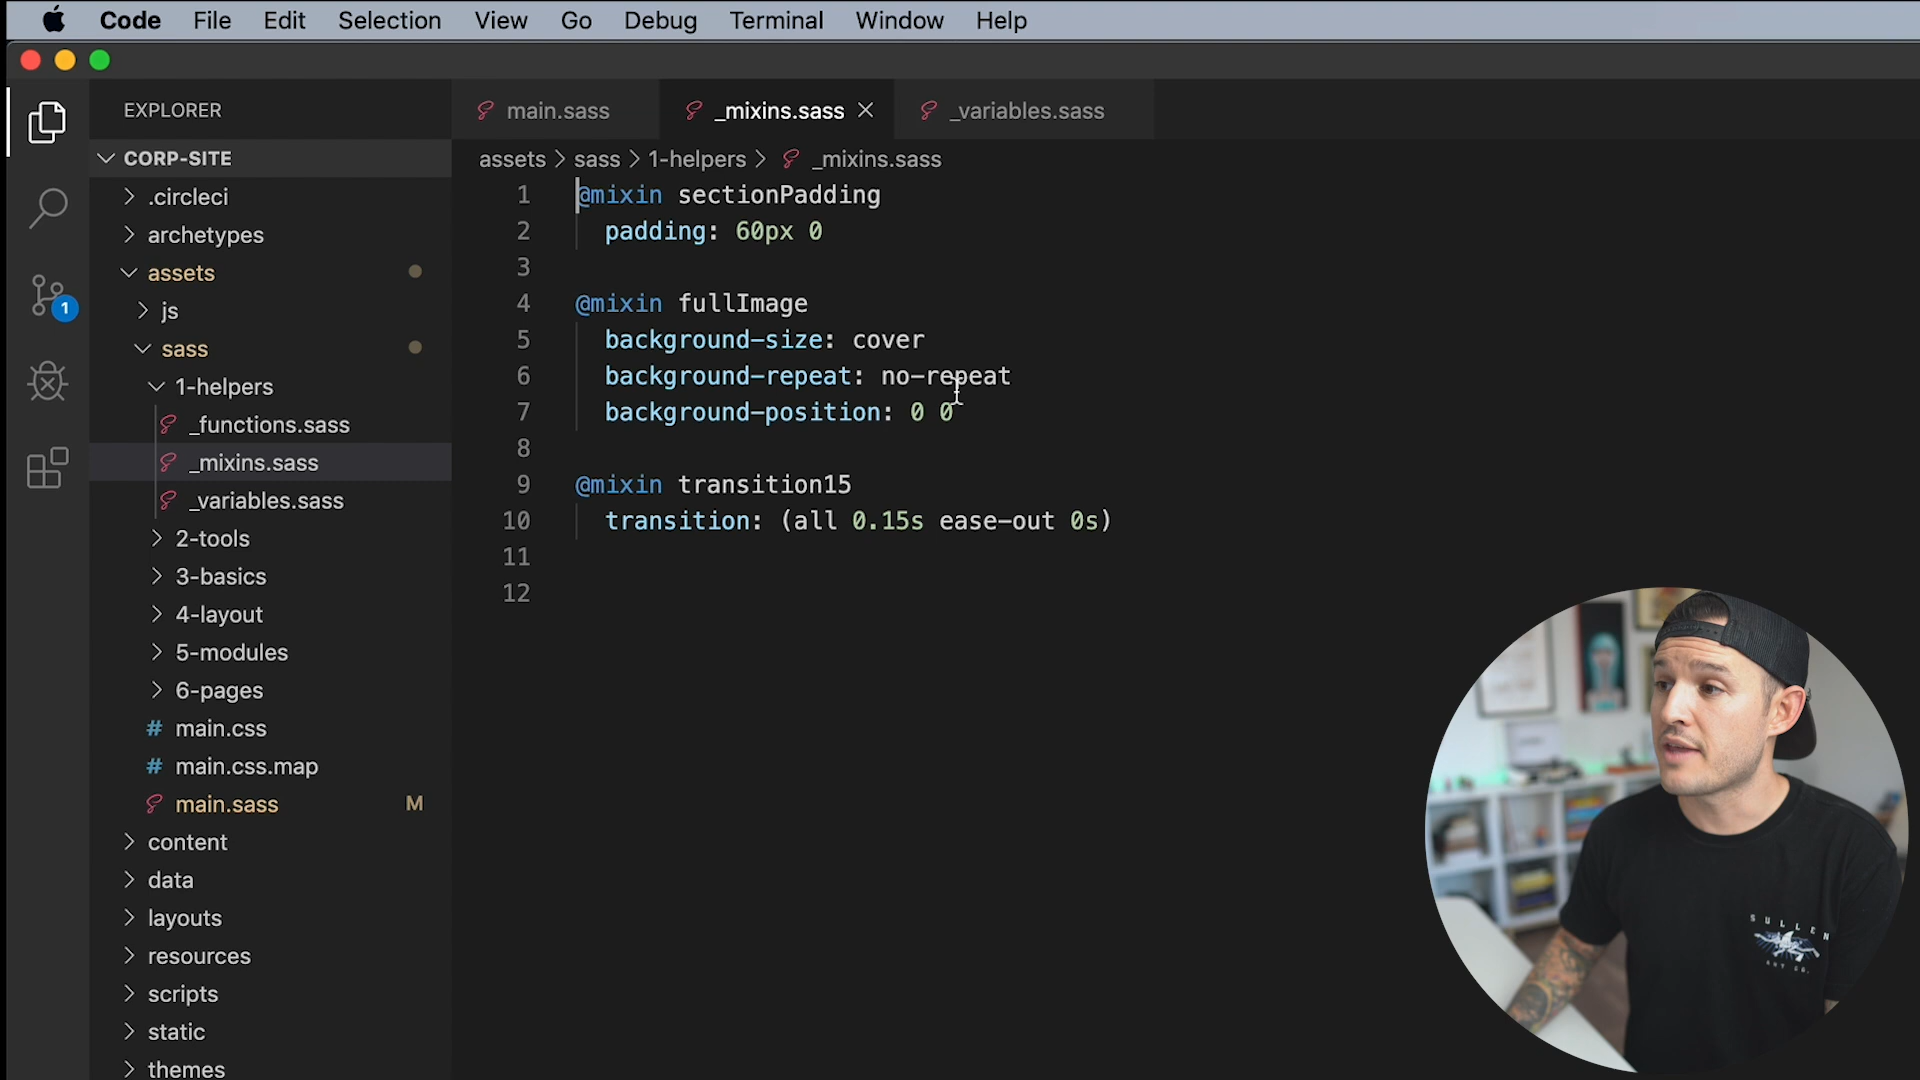 Code File Edit Selection View Go Debug Terminal Window Help
EXPLORER
CORP-SITE
.circleci
archetypes
assets
js
sass
1-helpers
_functions.sass
_mixins.sass
_variables.sass
2-tools
3-basics
4-layout
5-modules
6-pages
# main.css
# main.css.map
main.sass M
content
data
layouts
resources
scripts
static
themes
1
main.sass _mixins.sass _variables.sass
assets > sass > 1-helpers > _mixins.sass
1 @mixin sectionPadding
2 padding: 60px 0
3
4 @mixin fullImage
5 background-size: cover
6 background-repeat: no-repeat
7 background-position: 0 0
8
9 @mixin transition15
10 transition: (all 0.15s ease-out 0s)
11
12
SULLEN
ART CO.